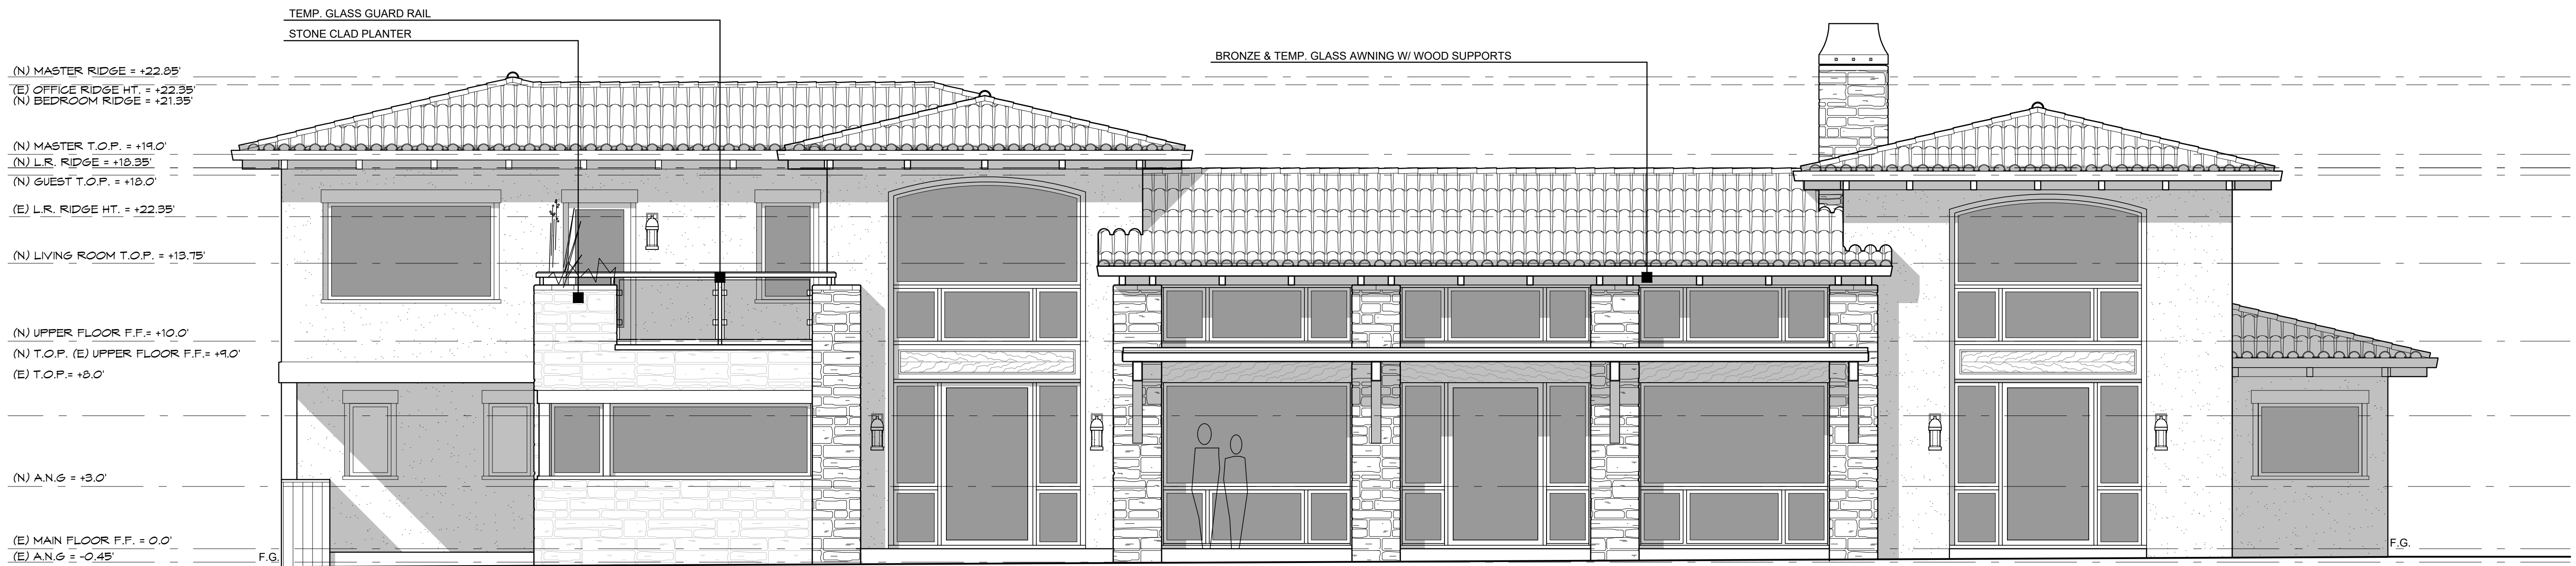 TEMP. GLASS GUARD RAIL
STONE CLAD PLANTER
BRONZE & TEMP. GLASS AWNING W/ WOOD SUPPORTS
(N) MASTER RIDGE = +22.85'
(E) OFFICE RIDGE HT. = +22.35'
(N) BEDROOM RIDGE = +21.35'
(N) MASTER T.O.P. = +19.0'
(N) L.R. RIDGE = +18.35'
(N) GUEST T.O.P. = +18.0'
(E) L.R. RIDGE HT. = +22.35'
(N) LIVING ROOM T.O.P. = +13.75'
(N) UPPER FLOOR F.F.= +10.0'
(N) T.O.P. (E) UPPER FLOOR F.F.= +9.0'
(E) T.O.P.= +8.0'
(N) A.N.G = +3.0'
(E) MAIN FLOOR F.F. = 0.0'
(E) A.N.G = -0.45'
F.G.
F.G.